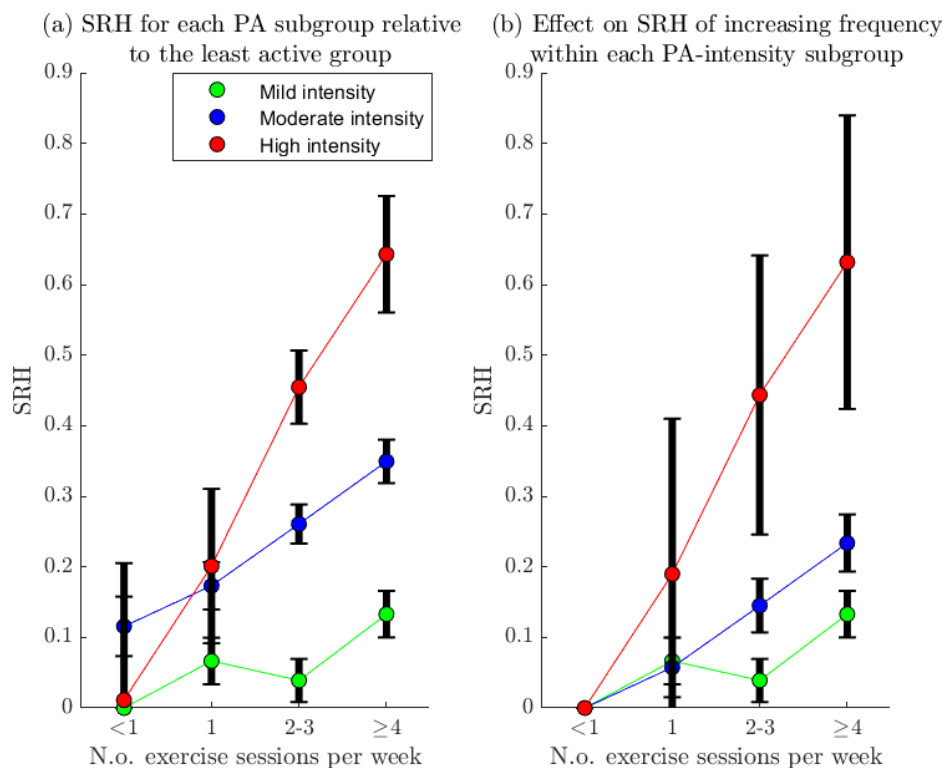 (a) SRH for each PA subgroup relative
to the least active group
0.9
0.8
0.7
0.6
0.5
0.4
0.3
0.2
0.1
0
SRH
Mild intensity
Moderate intensity
High intensity
<1
1
2-3
≥4
N.o. exercise sessions per week
(b) Effect on SRH of increasing frequency
within each PA-intensity subgroup
0.9
0.8
0.7
0.6
0.5
0.4
0.3
0.2
0.1
0
SRH
<1
1
2-3
≥4
N.o. exercise sessions per week